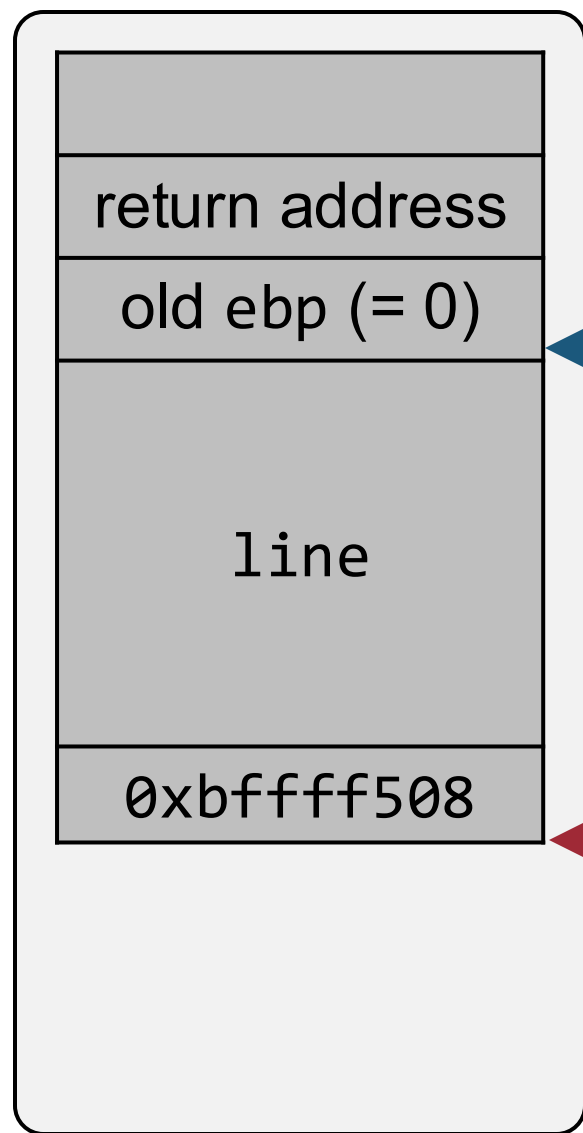 return address
old ebp (= 0)
line
0xbffff508